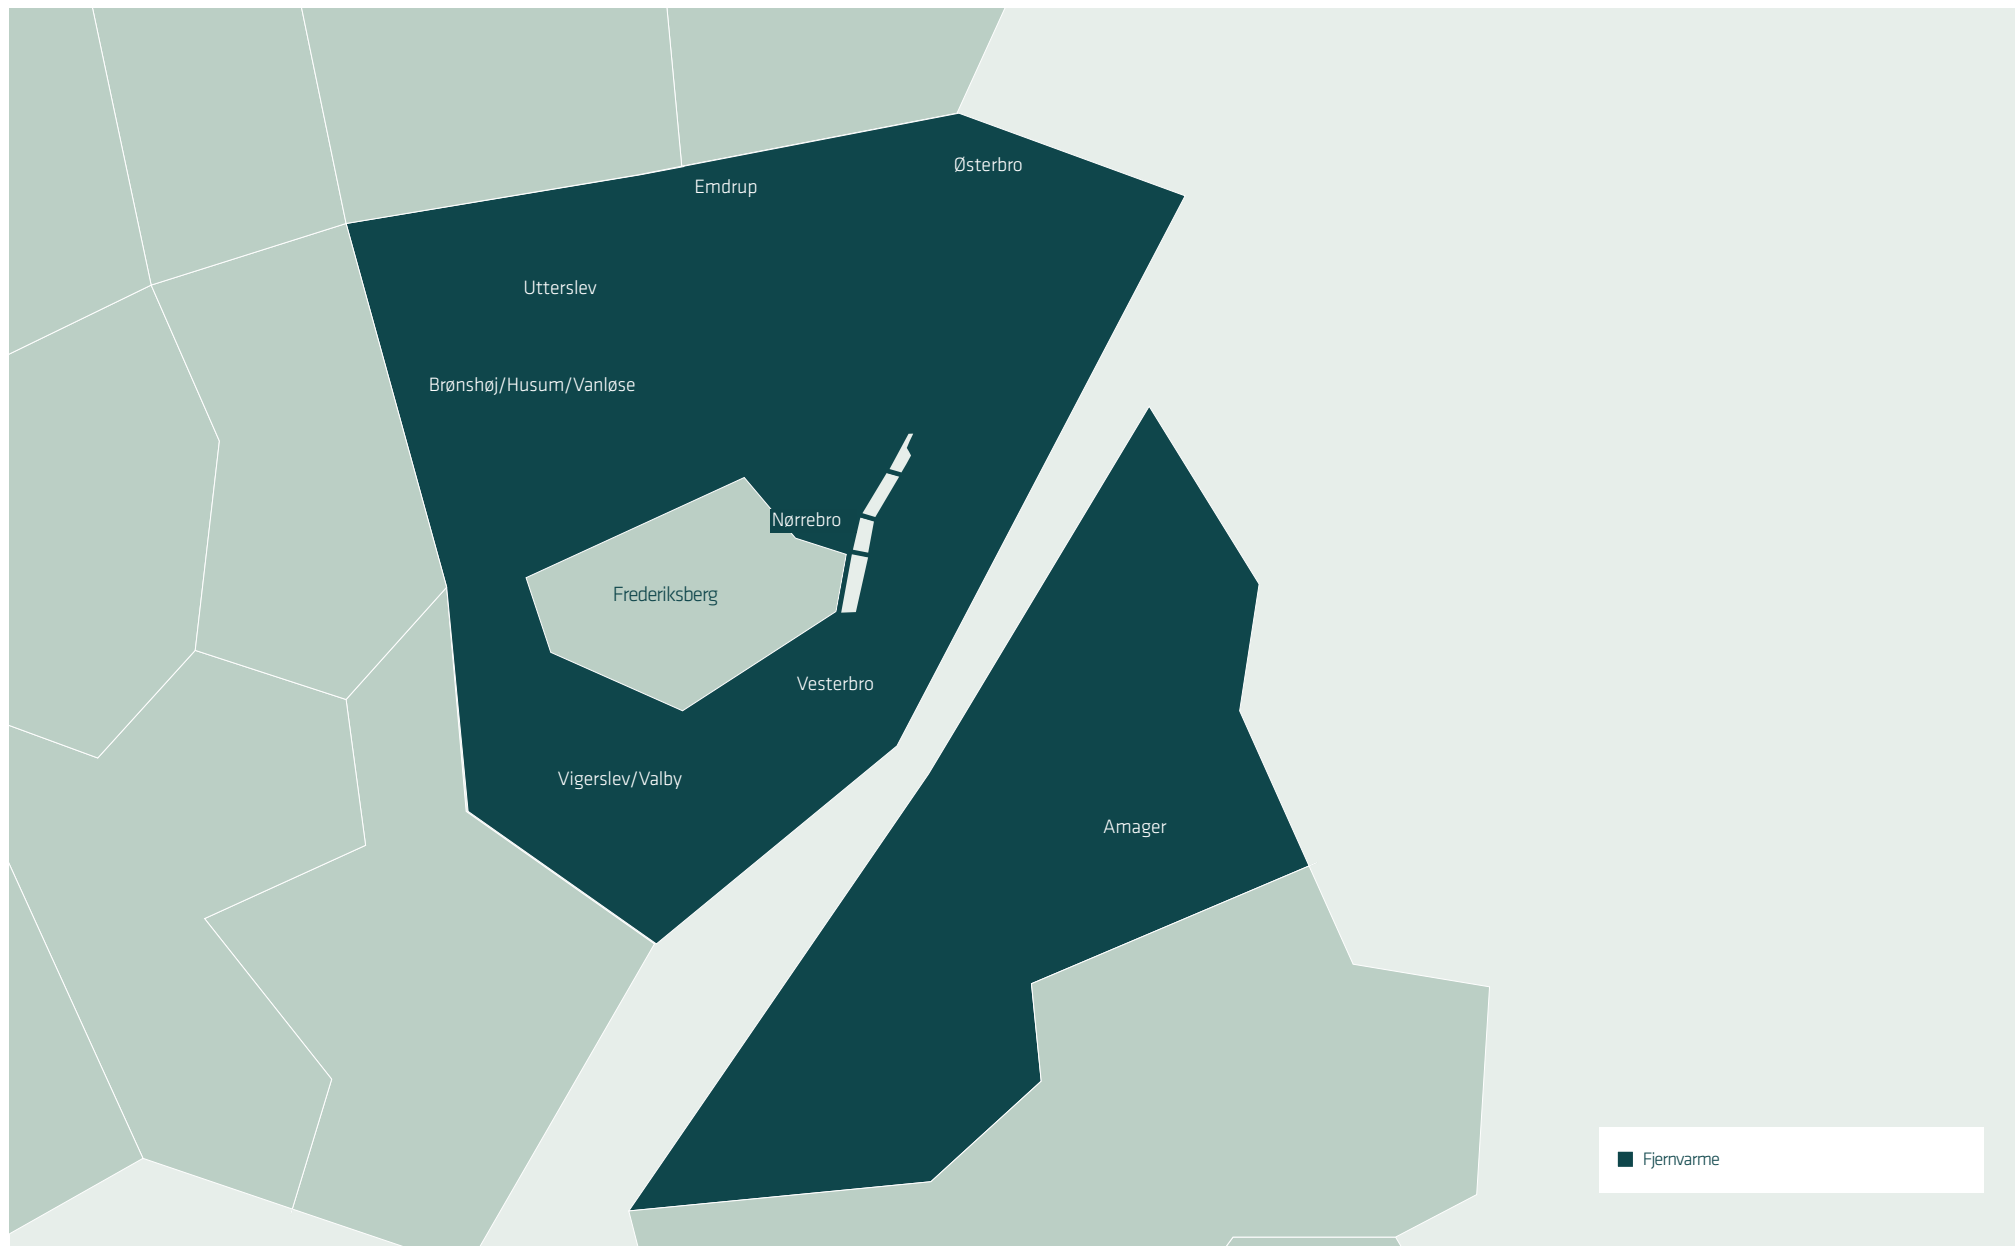 Østerbro
Emdrup
Utterslev
Brønshøj/Husum/Vanløse
Nørrebro
Frederiksberg
Vesterbro
Vigerslev/Valby
Amager
Fjernvarme